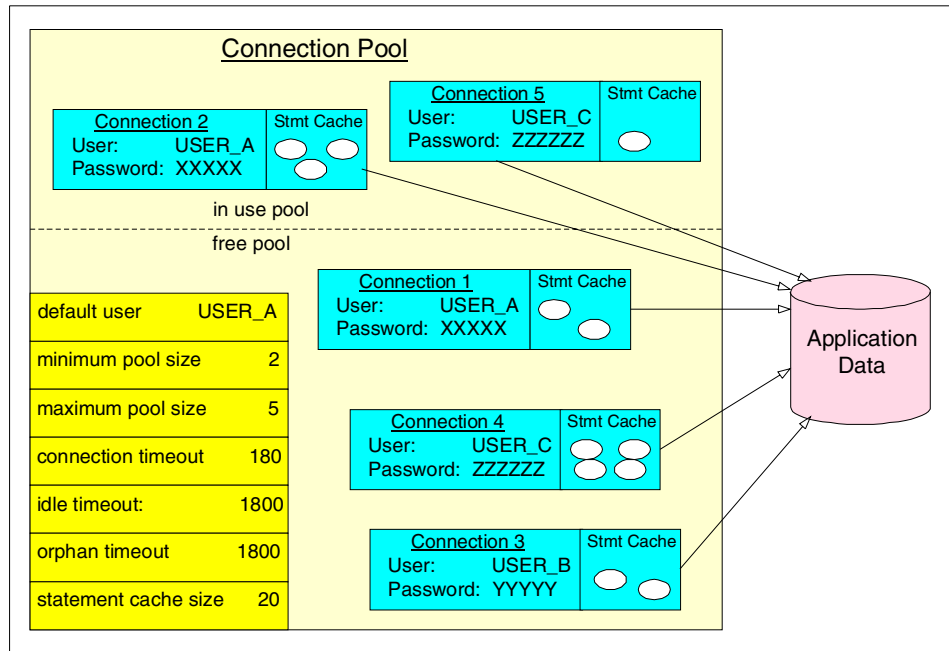 Connection Pool
Connection 2
User: USER_A
Password: XXXXX
Stmt Cache
Connection 5
User: USER_C
Password: ZZZZZZ
Stmt Cache
in use pool
free pool
Connection 1
User: USER_A
Password: XXXXX
Stmt Cache
Connection 4
User: USER_C
Password: ZZZZZZ
Stmt Cache
Connection 3
User: USER_B
Password: YYYYY
Stmt Cache
default user USER_A
minimum pool size 2
maximum pool size 5
connection timeout 180
idle timeout: 1800
orphan timeout 1800
statement cache size 20
Application
Data